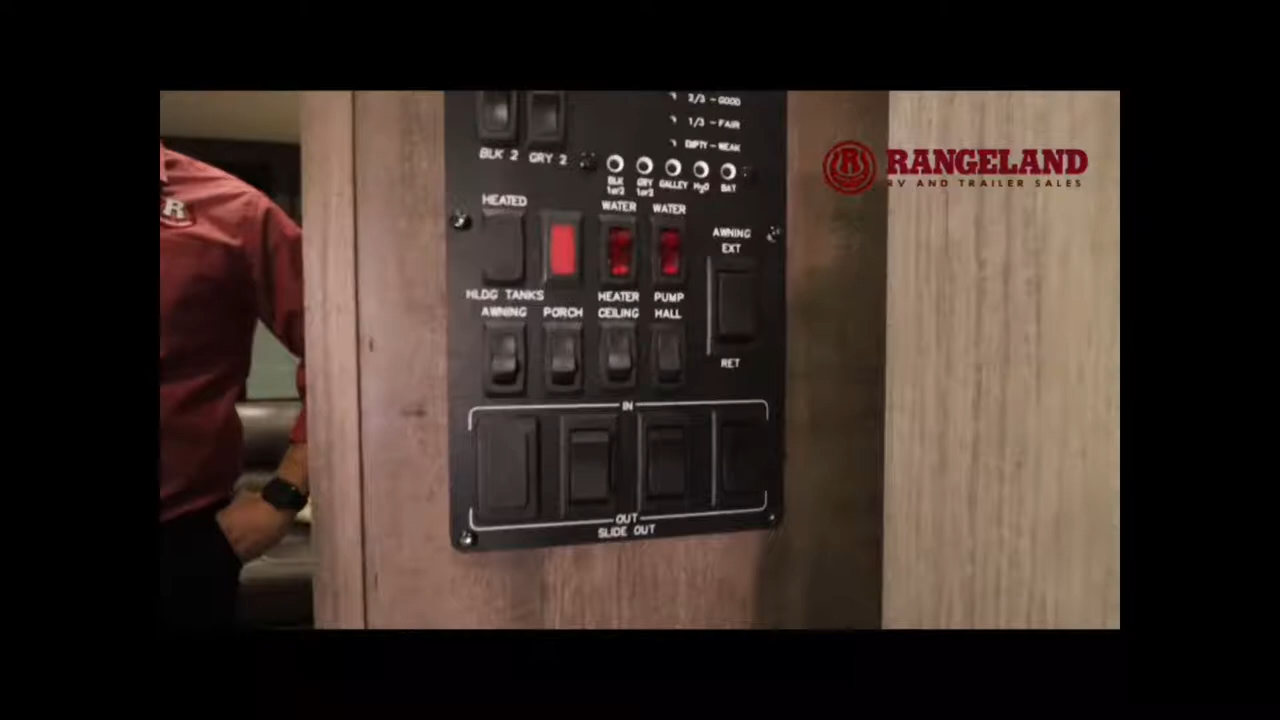 2/3 - GOOD
1/3 - FAIR
EMPTY - WEAK
BLK 2 GRY 2
BLK 1or2 GRY 1or2 GALLEY H2O BAT
RANGELAND
RV AND TRAILER SALES
R
HEATED WATER WATER
AWNING
EXT
HLDG TANKS HEATER PUMP
AWNING PORCH CEILING HALL
RET
IN
OUT
SLIDE OUT